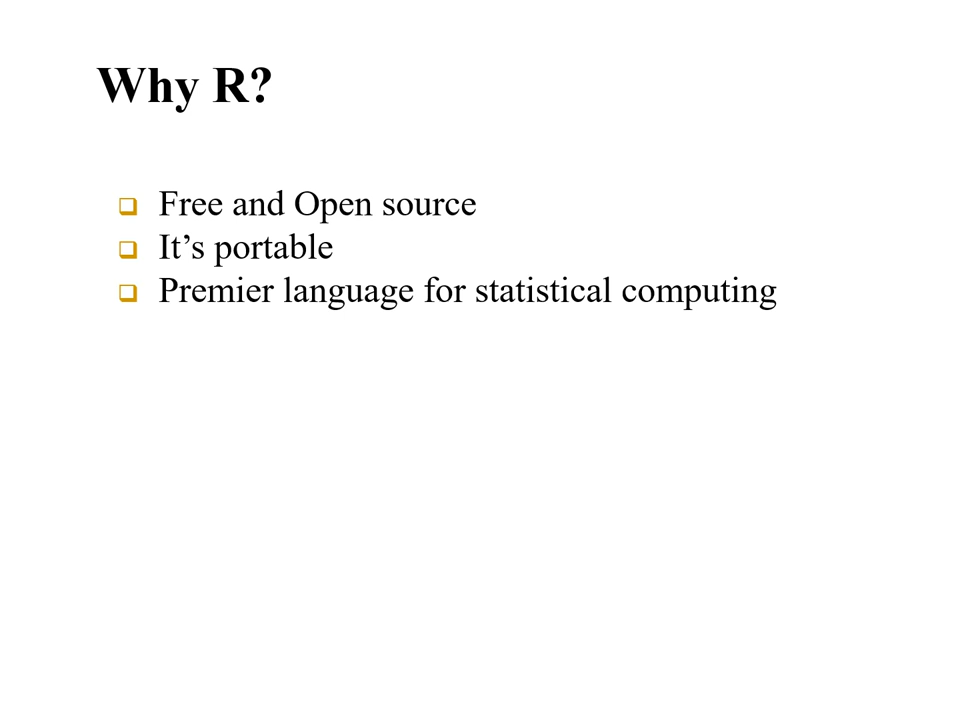 Why R?
Free and Open source
It’s portable
Premier language for statistical computing